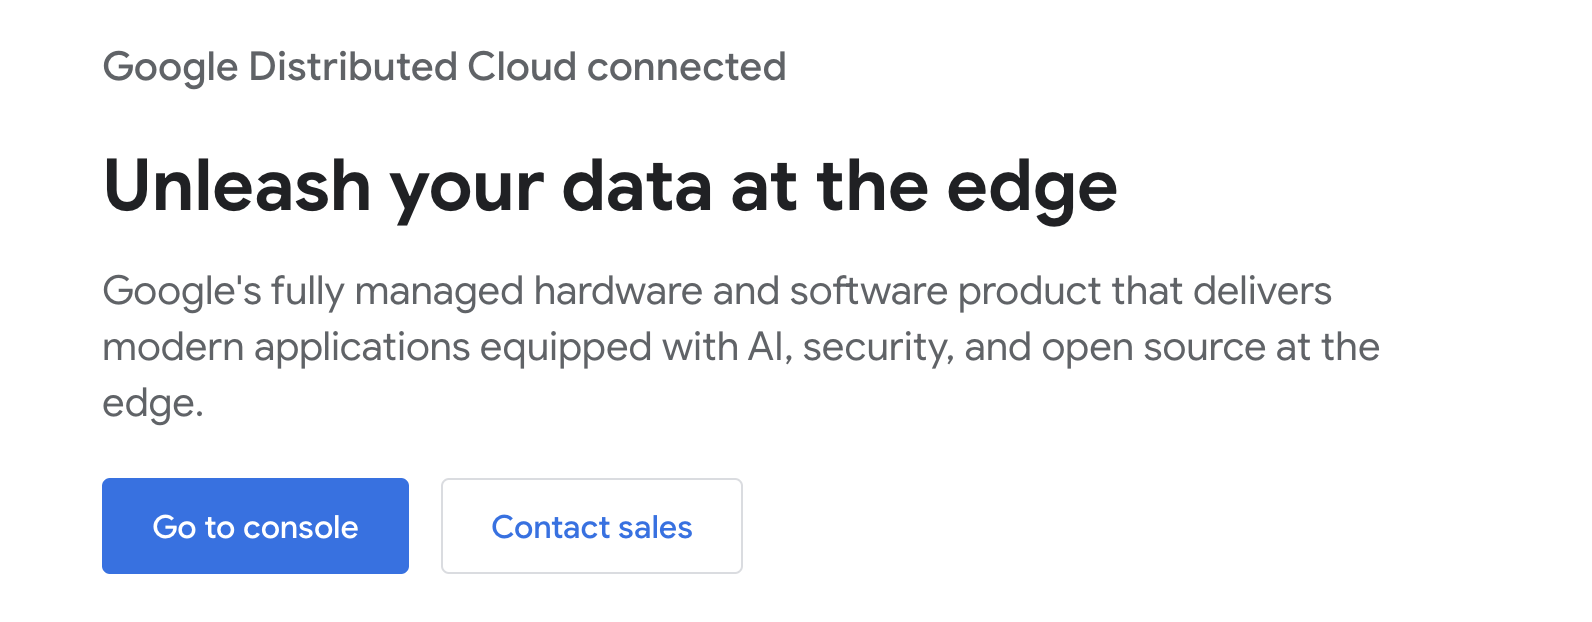 Google Distributed Cloud connected
Unleash your data at the edge
Google's fully managed hardware and software product that delivers
modern applications equipped with AI, security, and open source at the
edge.
Go to console
Contact sales